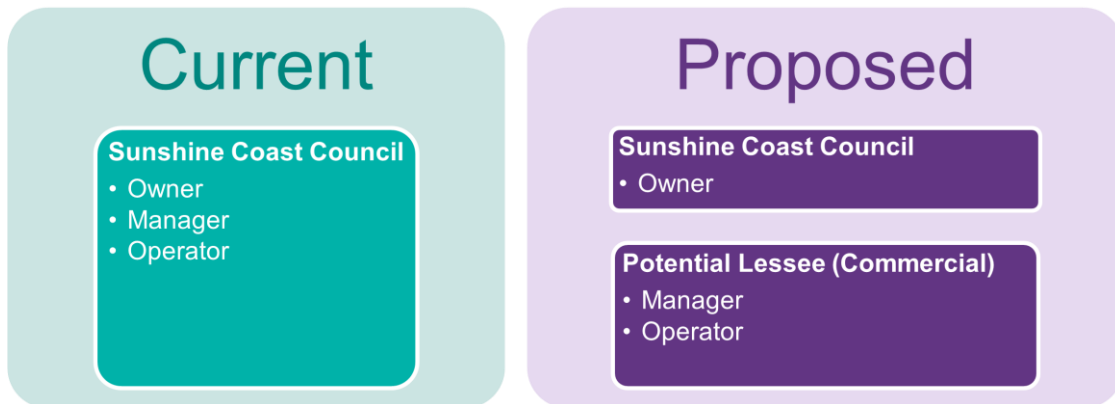 Current
Sunshine Coast Council
• Owner
• Manager
• Operator
Proposed
Sunshine Coast Council
• Owner
Potential Lessee (Commercial)
• Manager
• Operator